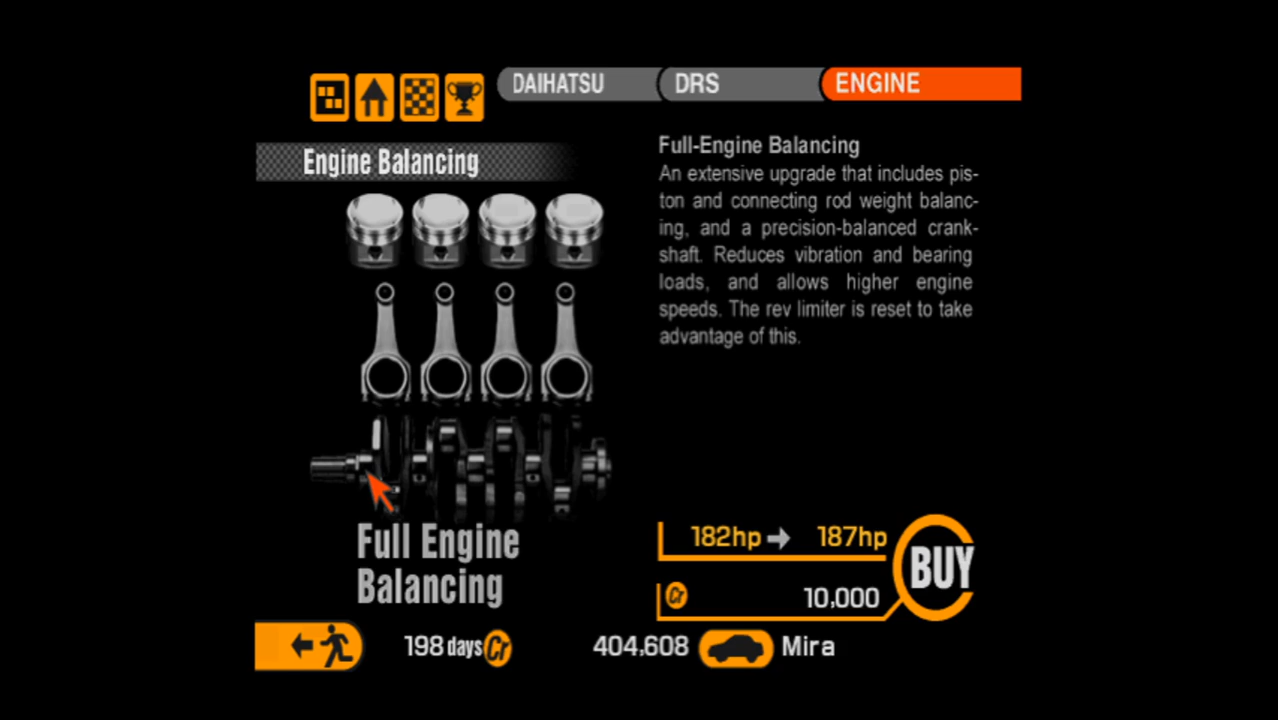 DAIHATSU DRS ENGINE
Engine Balancing
Full-Engine Balancing
An extensive upgrade that includes pis-
ton and connecting rod weight balanc-
ing, and a precision-balanced crank-
shaft. Reduces vibration and bearing
loads, and allows higher engine
speeds. The rev limiter is reset to take
advantage of this.
Full Engine
Balancing
182hp → 187hp
Cr 10,000
BUY
198 days Cr 404,608 Mira